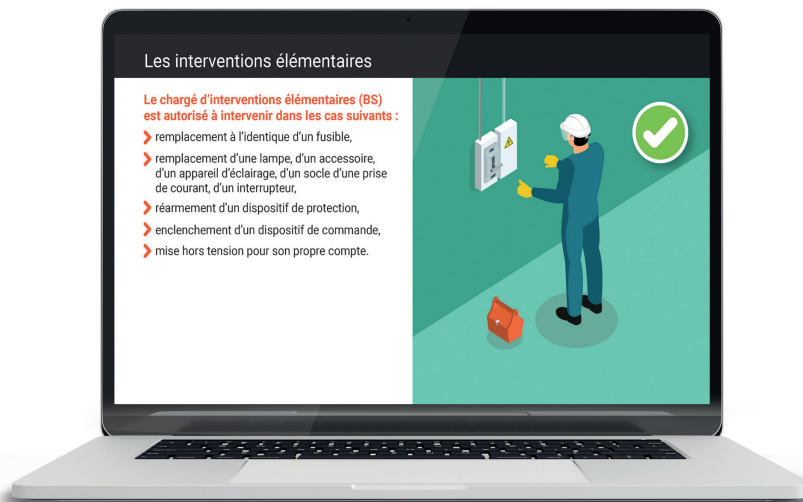 Les interventions élémentaires
Le chargé d'interventions élémentaires (BS)
est autorisé à intervenir dans les cas suivants :
remplacement à l'identique d'un fusible,
remplacement d'une lampe, d'un accessoire,
d'un appareil d'éclairage, d'un socle d'une prise
de courant, d'un interrupteur,
réarmement d'un dispositif de protection,
enclenchement d'un dispositif de commande,
mise hors tension pour son propre compte.